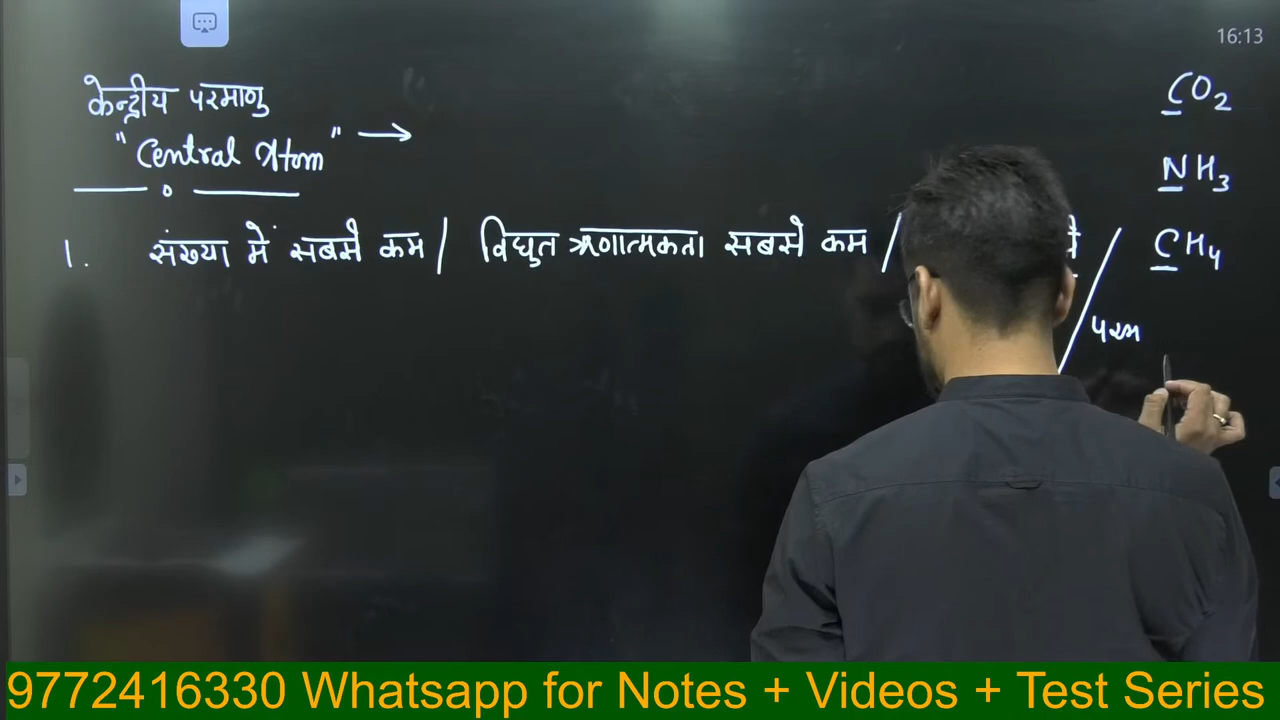 16:13
केन्द्रीय परमाणु
"Central Atom" →
1. संख्या में सबसे कम / विघुत ऋणात्मकता सबसे कम /
CO2
NH3
CH4
परम
9772416330 Whatsapp for Notes + Videos + Test Series